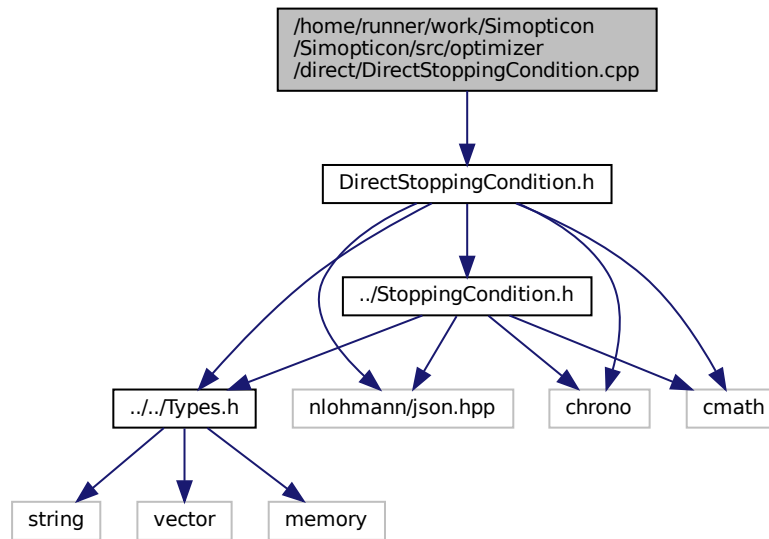 /home/runner/work/Simopticon
/Simopticon/src/optimizer
/direct/DirectStoppingCondition.cpp
DirectStoppingCondition.h
../StoppingCondition.h
../../Types.h
nlohmann/json.hpp
chrono
cmath
string
vector
memory